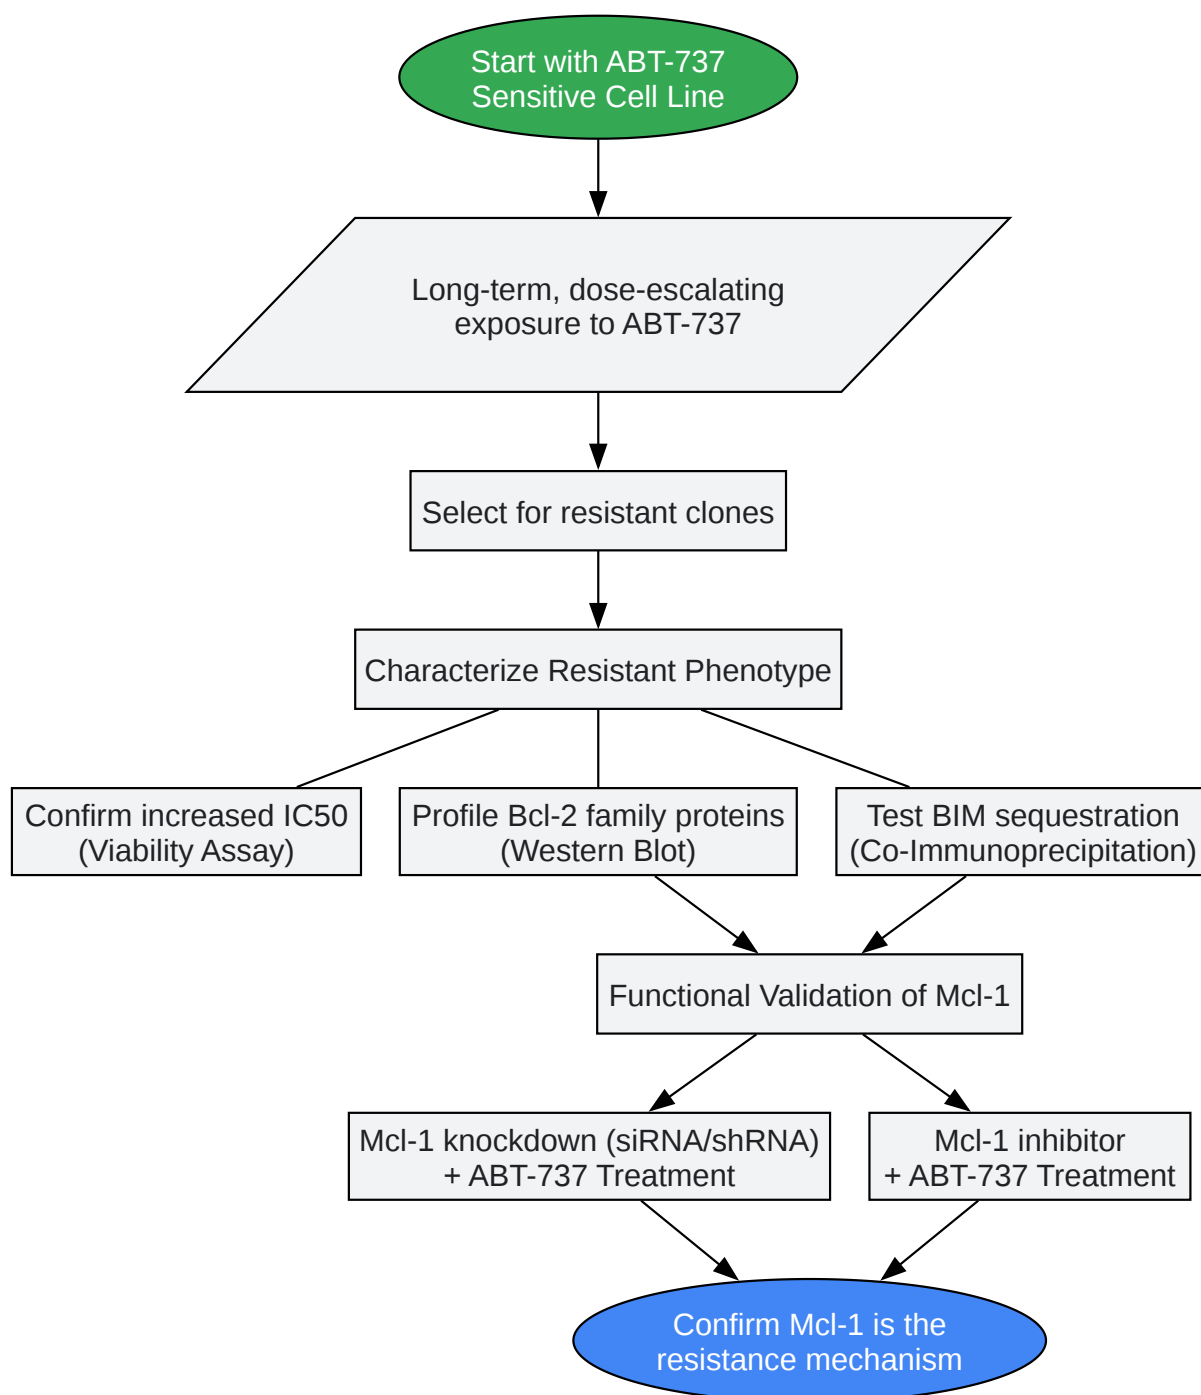 Start with ABT-737
Sensitive Cell Line
Long-term, dose-escalating
exposure to ABT-737
Select for resistant clones
Characterize Resistant Phenotype
Confirm increased IC50
(Viability Assay)
Profile Bcl-2 family proteins
(Western Blot)
Test BIM sequestration
(Co-Immunoprecipitation)
Functional Validation of Mcl-1
Mcl-1 knockdown (siRNA/shRNA)
+ ABT-737 Treatment
Mcl-1 inhibitor
+ ABT-737 Treatment
Confirm Mcl-1 is the
resistance mechanism